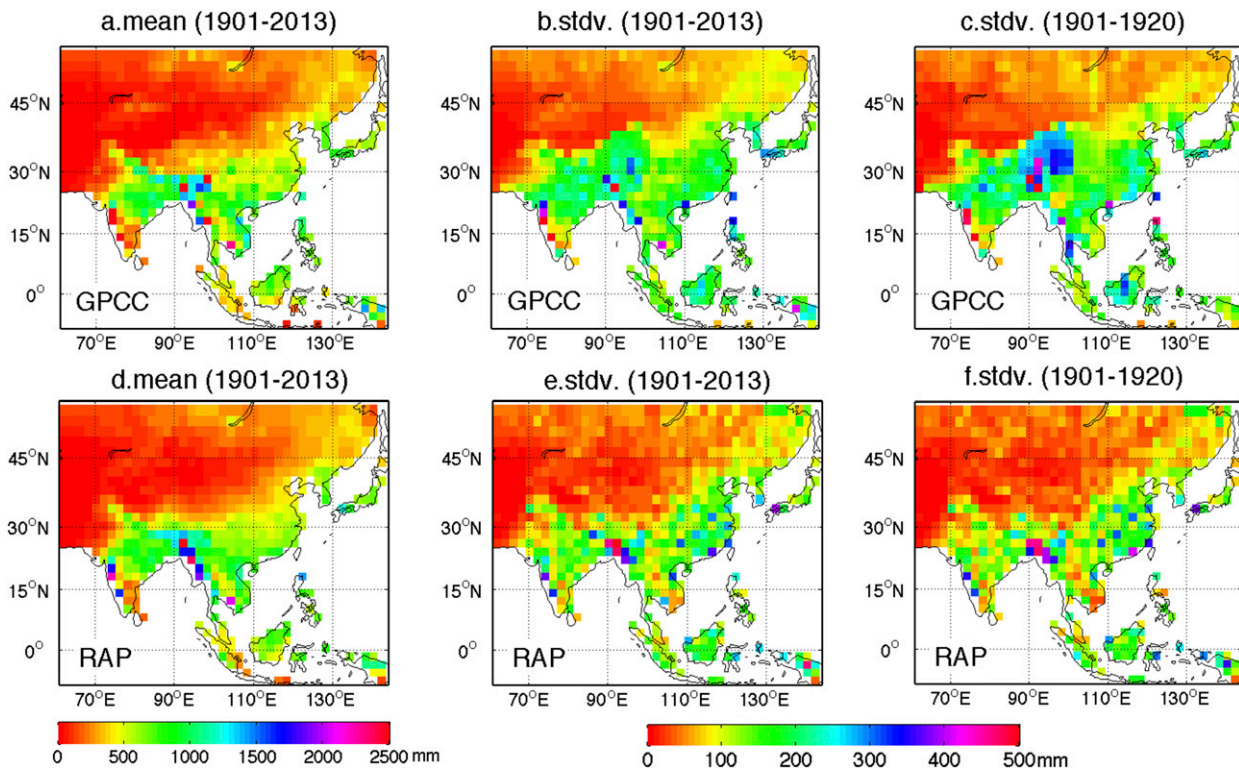 a.mean (1901-2013)
b.stdv. (1901-2013)
c.stdv. (1901-1920)
45°N
30°N
15°N
0°
GPCC
70°E 90°E 110°E 130°E
45°N
30°N
15°N
0°
GPCC
70°E 90°E 110°E 130°E
45°N
30°N
15°N
0°
GPCC
70°E 90°E 110°E 130°E
d.mean (1901-2013)
e.stdv. (1901-2013)
f.stdv. (1901-1920)
45°N
30°N
15°N
0°
RAP
70°E 90°E 110°E 130°E
45°N
30°N
15°N
0°
RAP
70°E 90°E 110°E 130°E
45°N
30°N
15°N
0°
RAP
70°E 90°E 110°E 130°E
0 500 1000 1500 2000 2500 mm
0 100 200 300 400 500mm